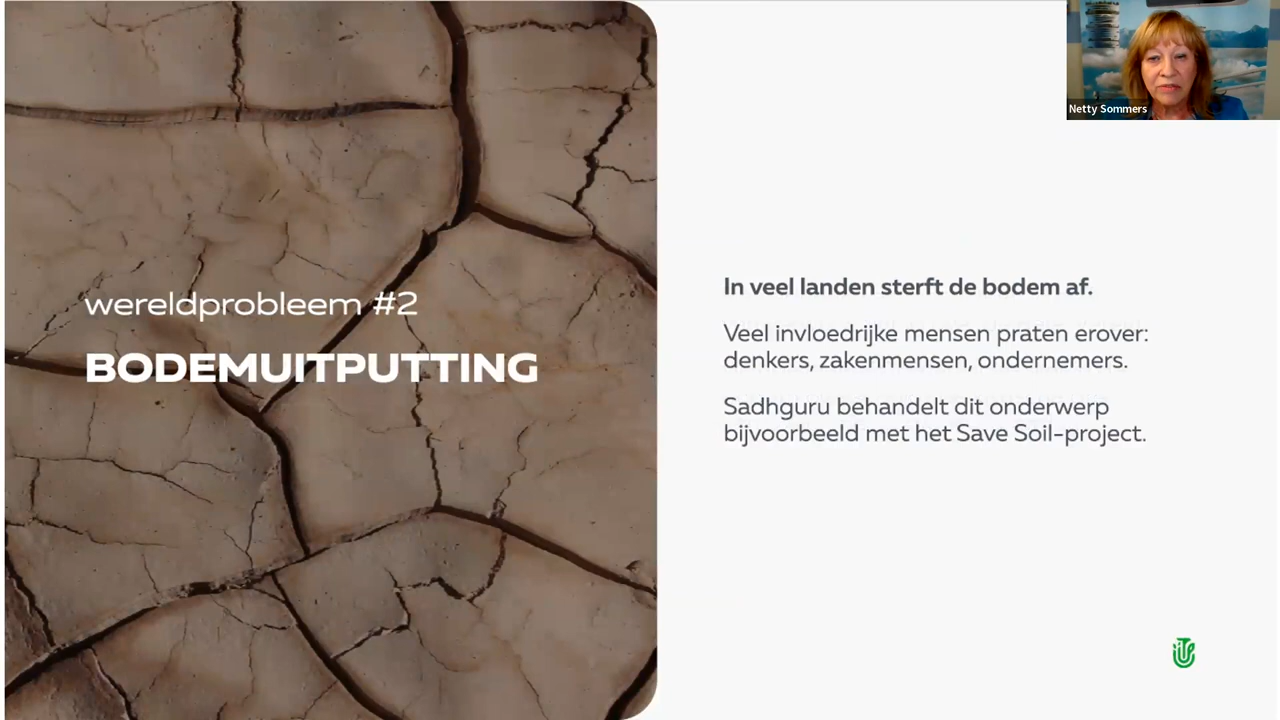 wereldprobleem #2
BODEMUITPUTTING
In veel landen sterft de bodem af.
Veel invloedrijke mensen praten erover:
denkers, zakenmensen, ondernemers.
Sadhguru behandelt dit onderwerp
bijvoorbeeld met het Save Soil-project.
Netty Sommers